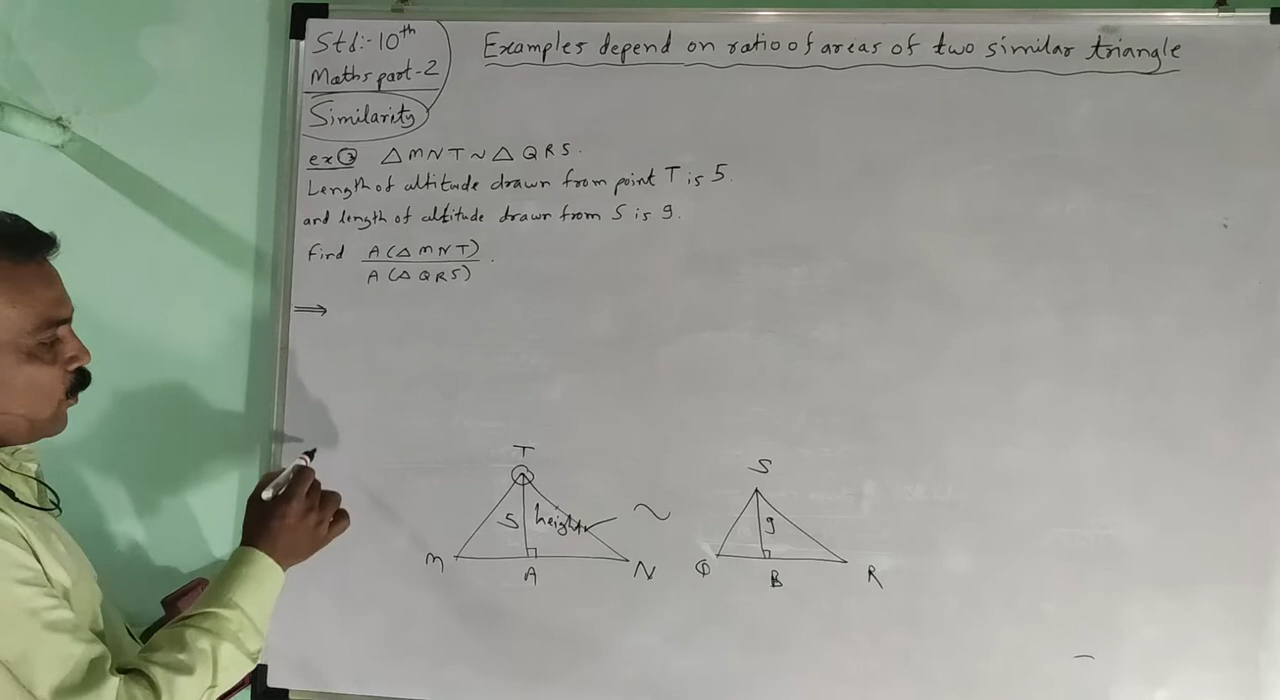 Std:- 10th
Maths part-2
Similarity
Examples depend on ratio of areas of two similar triangle
ex③ △MNT ~ △QRS.
Length of altitude drawn from point T is 5.
and length of altitude drawn from S is 9.
Find A(△MNT)
A(△QRS).
⇒
T
5 height
M A N
~
S
9
Q B R